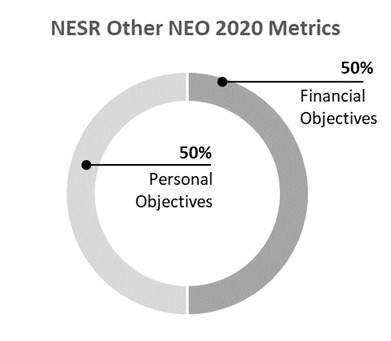 NESR Other NEO 2020 Metrics
50%
Financial
Objectives
50%
Personal
Objectives